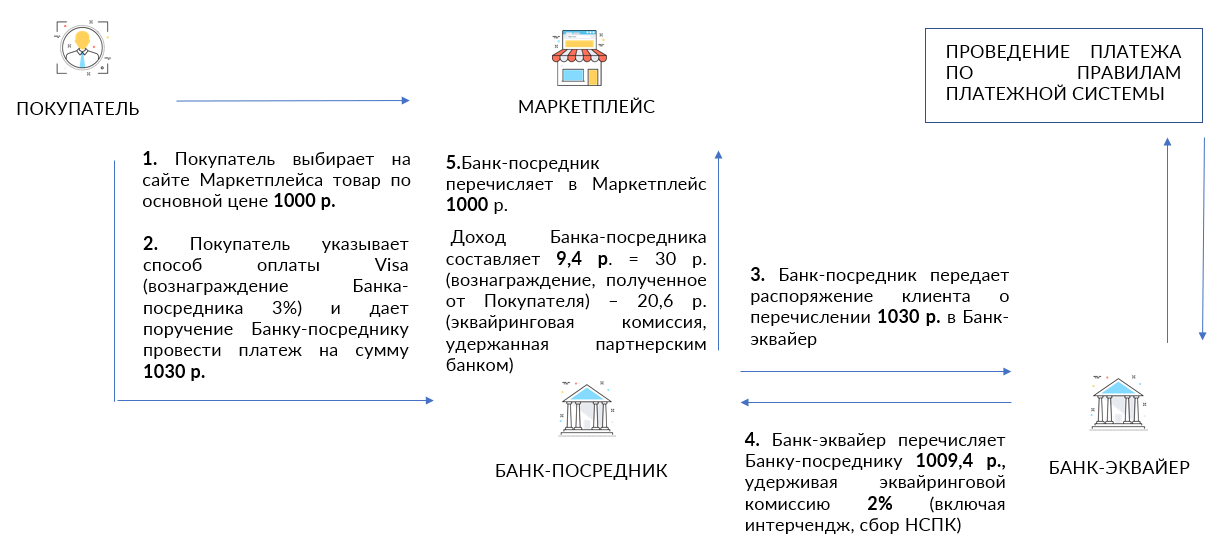 ПОКУПАТЕЛЬ
МАРКЕТПЛЕЙС
ПРОВЕДЕНИЕ ПЛАТЕЖА
ПО ПРАВИЛАМ
ПЛАТЕЖНОЙ СИСТЕМЫ
1. Покупатель выбирает на
сайте Маркетплейса товар по
основной цене 1000 р.
2. Покупатель указывает
способ оплаты Visa
(вознаграждение Банка-
посредника 3%) и дает
поручение Банку-посреднику
провести платеж на сумму
1030 р.
5.Банк-посредник
перечисляет в Маркетплейс
1000 р.
Доход Банка-посредника
составляет 9,4 р. = 30 р.
(вознаграждение, полученное
от Покупателя) – 20,6 р.
(эквайринговая комиссия,
удержанная партнерским
банком)
3. Банк-посредник передает
распоряжение клиента о
перечислении 1030 р. в Банк-
эквайер
4. Банк-эквайер перечисляет
Банку-посреднику 1009,4 р.,
удерживая эквайринговой
комиссию 2% (включая
интерчендж, сбор НСПК)
БАНК-ПОСРЕДНИК
БАНК-ЭКВАЙЕР